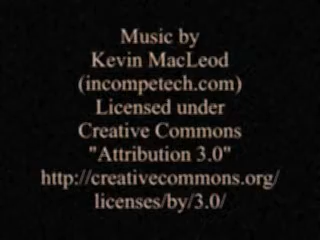 Music by
Kevin MacLeod
(incompetech.com)
Licensed under
Creative Commons
"Attribution 3.0"
http://creativecommons.org/
licenses/by/3.0/